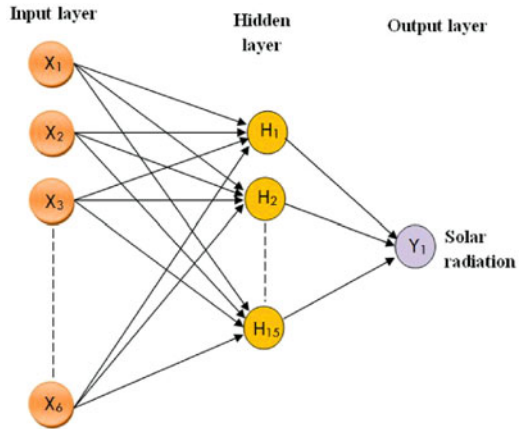 Input layer
Hidden
layer
Output layer
X1
X2
X3
X6
H1
H2
H15
Y1
Solar
radiation